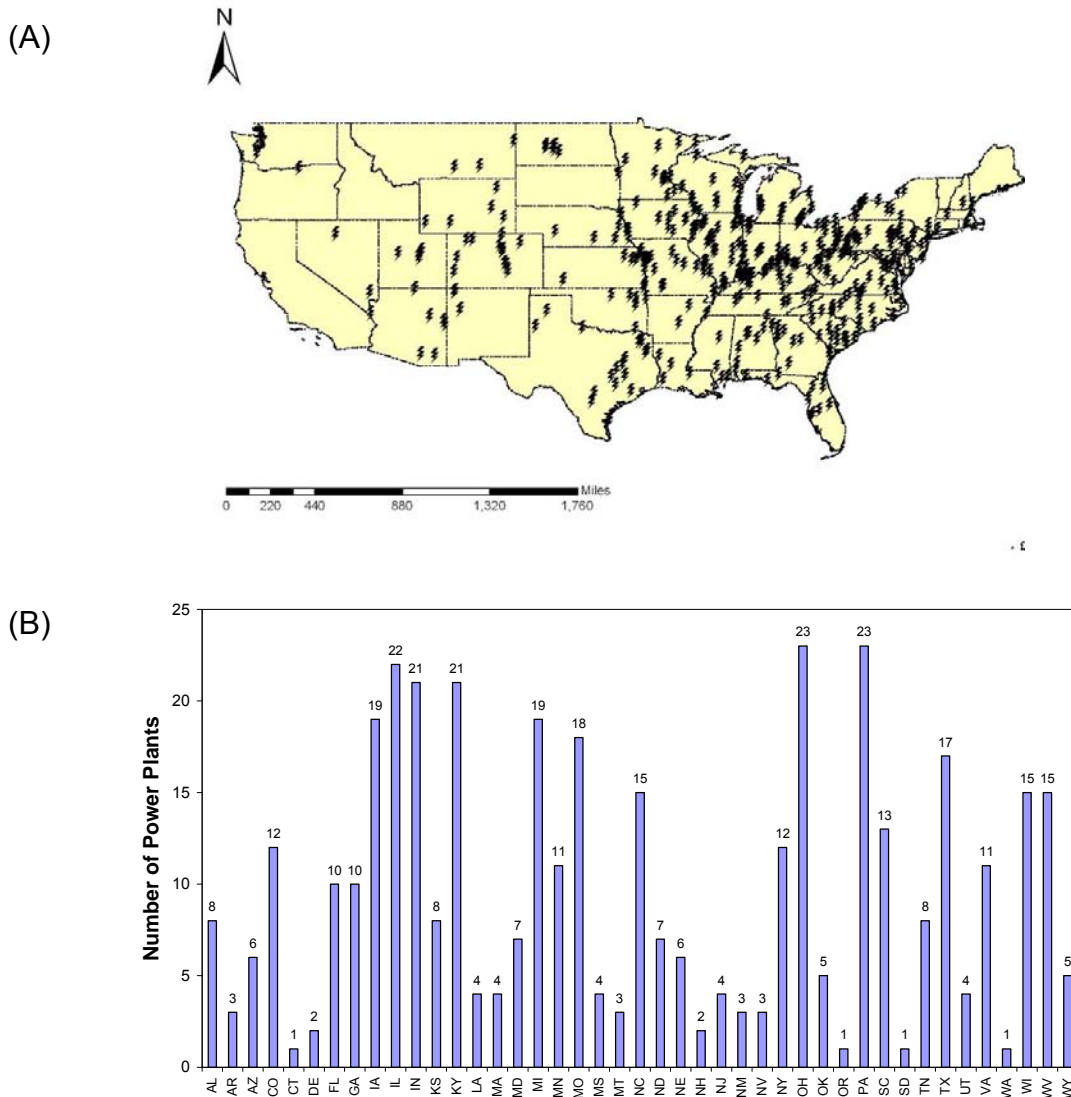 (A)
N
Miles
0 220 440 880 1,320 1,760
(B)
Number of Power Plants
25
20
15
10
5
0
8 3 6 12 1 2 10 10 19 22 21 8 21 4 4 7 19 11 18 4 3 15 7 6 2 4 3 3 12 23 5 1 23 13 1 8 17 4 11 1 15 15 5
AL AR AZ CO CT DE FL GA IA IL IN KS KY LA MA MD MI MN MO MS MT NC ND NE NH NJ NM NV NY OH OK OR PA SC SD TN TX UT VA WA WI WV WY